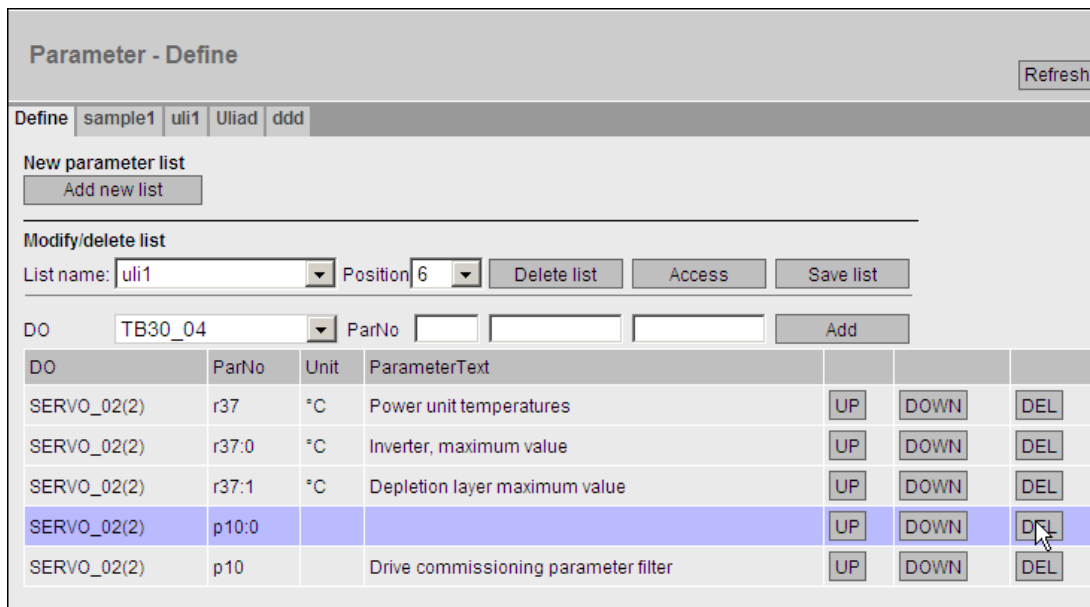 Parameter - Define
Refresh
Define sample1 uli1 Uliad ddd
New parameter list
Add new list
Modify/delete list
List name: uli1 Position 6 Delete list Access Save list
DO TB30_04 ParNo Add
DO ParNo Unit ParameterText
SERVO_02(2) r37 °C Power unit temperatures UP DOWN DEL
SERVO_02(2) r37:0 °C Inverter, maximum value UP DOWN DEL
SERVO_02(2) r37:1 °C Depletion layer maximum value UP DOWN DEL
SERVO_02(2) p10:0 UP DOWN DEL
SERVO_02(2) p10 Drive commissioning parameter filter UP DOWN DEL